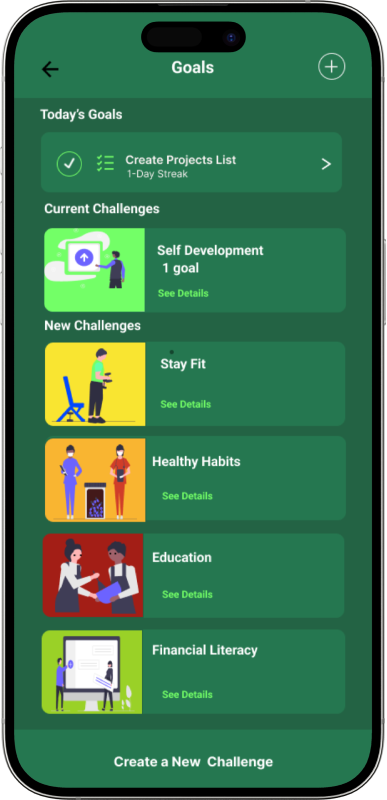 Goals
Today's Goals
Create Projects List
1-Day Streak
Current Challenges
Self Development
1 goal
See Details
New Challenges
Stay Fit
See Details
Healthy Habits
See Details
Education
See Details
Financial Literacy
See Details
Create a New Challenge